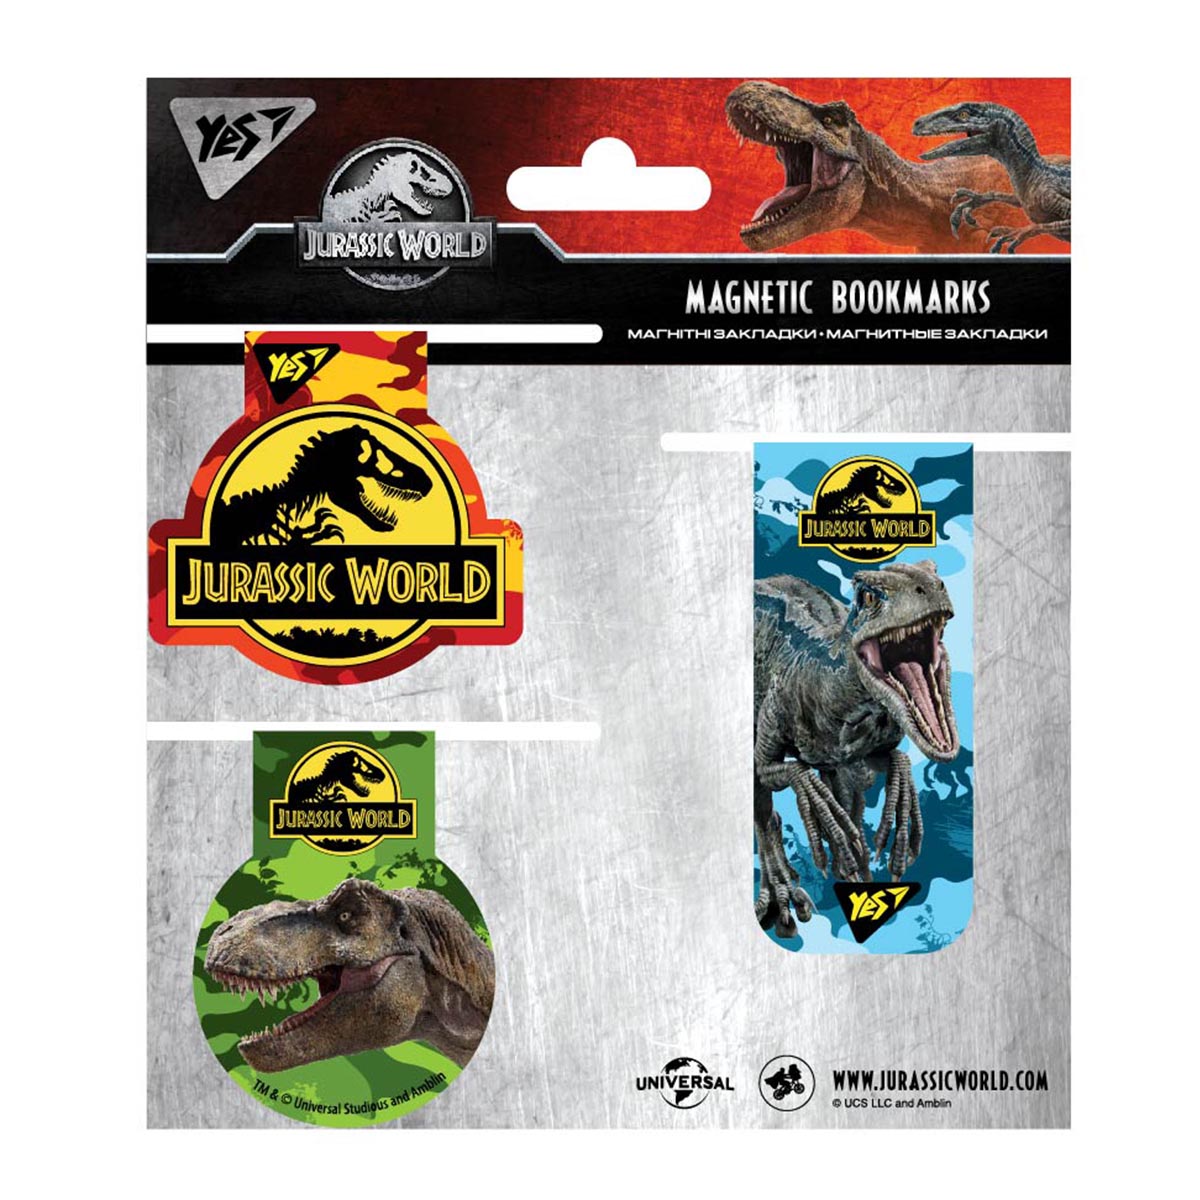 YES
JURASSIC WORLD
MAGNETIC BOOKMARKS
МАГНІТНІ ЗАКЛАДКИ • МАГНИТНЫЕ ЗАКЛАДКИ
YES
JURASSIC WORLD
JURASSIC WORLD
YES
JURASSIC WORLD
TM & © Universal Studious and Amblin
UNIVERSAL
WWW.JURASSICWORLD.COM
© UCS LLC and Amblin